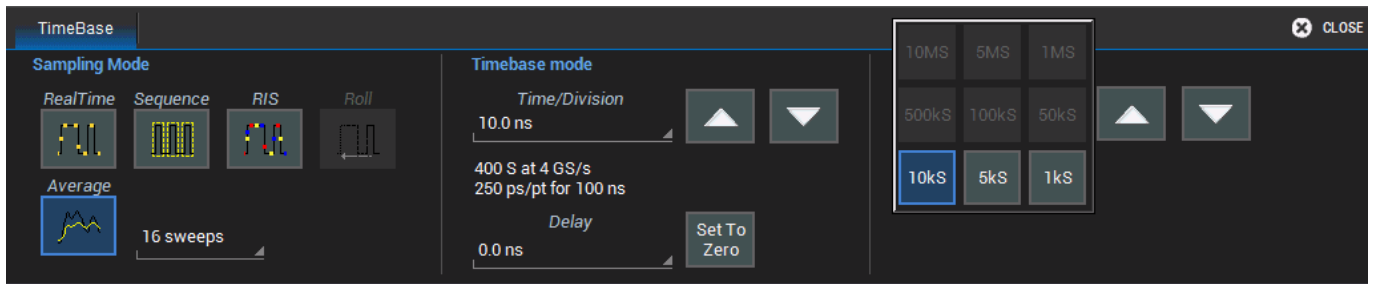 TimeBase
CLOSE
Sampling Mode
RealTime Sequence RIS Roll
Average
16 sweeps
Timebase mode
Time/Division
10.0 ns
400 S at 4 GS/s
250 ps/pt for 100 ns
Delay
0.0 ns
Set To
Zero
10MS 5MS 1MS
500kS 100kS 50kS
10kS 5kS 1kS